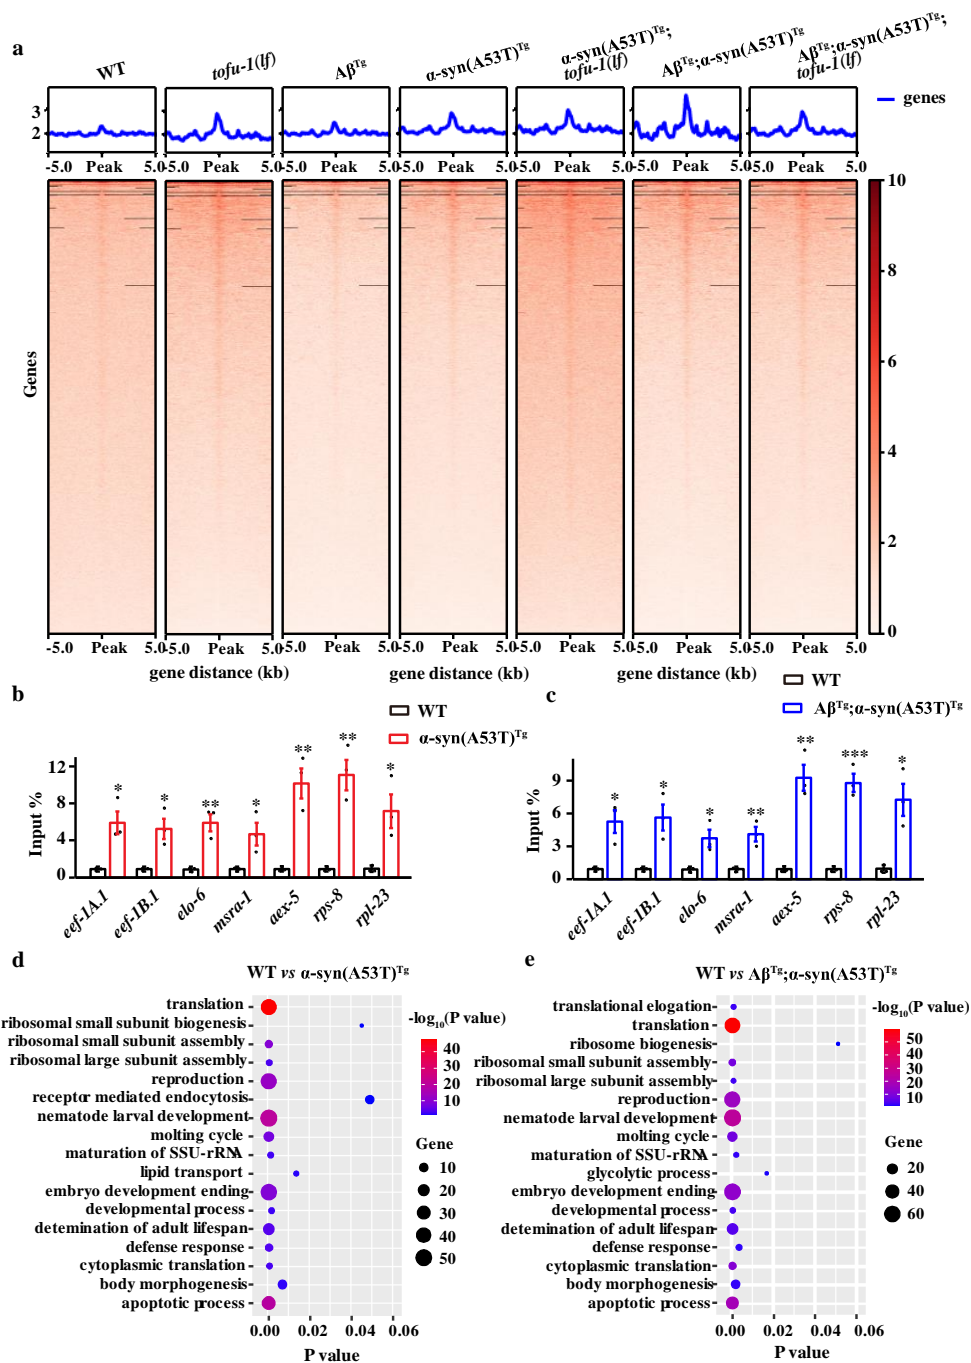 a
WT
tofu-1(lf)
Aβ^Tg
α-syn(A53T)^Tg
α-syn(A53T)^Tg;
tofu-1(lf)
Aβ^Tg;α-syn(A53T)^Tg
Aβ^Tg;α-syn(A53T)^Tg;
tofu-1(lf)
genes
3
2
-5.0 Peak 5.0 -5.0 Peak 5.0 -5.0 Peak 5.0 -5.0 Peak 5.0 -5.0 Peak 5.0 -5.0 Peak 5.0 -5.0 Peak 5.0
Genes
10
8
6
4
2
0
-5.0 Peak 5.0 -5.0 Peak 5.0 -5.0 Peak 5.0 -5.0 Peak 5.0 -5.0 Peak 5.0 -5.0 Peak 5.0 -5.0 Peak 5.0
gene distance (kb) gene distance (kb) gene distance (kb)
b
WT
α-syn(A53T)^Tg
Input %
12
8
4
0
* * ** * ** ** *
eef-1A.1 eef-1B.1 elo-6 msra-1 aex-5 rps-8 rpl-23
c
WT
Aβ^Tg;α-syn(A53T)^Tg
Input %
9
6
3
0
* * * ** ** *** *
eef-1A.1 eef-1B.1 elo-6 msra-1 aex-5 rps-8 rpl-23
d
WT vs α-syn(A53T)^Tg
translation
ribosomal small subunit biogenesis
ribosomal small subunit assembly
ribosomal large subunit assembly
reproduction
receptor mediated endocytosis
nematode larval development
molting cycle
maturation of SSU-rRNA
lipid transport
embryo development ending
developmental process
detemination of adult lifespan
defense response
cytoplasmic translation
body morphogenesis
apoptotic process
0.00 0.02 0.04 0.06
P value
-log10(P value)
40
30
20
10
Gene
10
20
30
40
50
e
WT vs Aβ^Tg;α-syn(A53T)^Tg
translational elogation
translation
ribosome biogenesis
ribosomal small subunit assembly
ribosomal large subunit assembly
reproduction
nematode larval development
molting cycle
maturation of SSU-rRNA
glycolytic process
embryo development ending
developmental process
detemination of adult lifespan
defense response
cytoplasmic translation
body morphogenesis
apoptotic process
0.00 0.02 0.04 0.06
P value
-log10(P value)
50
40
30
20
10
Gene
20
40
60